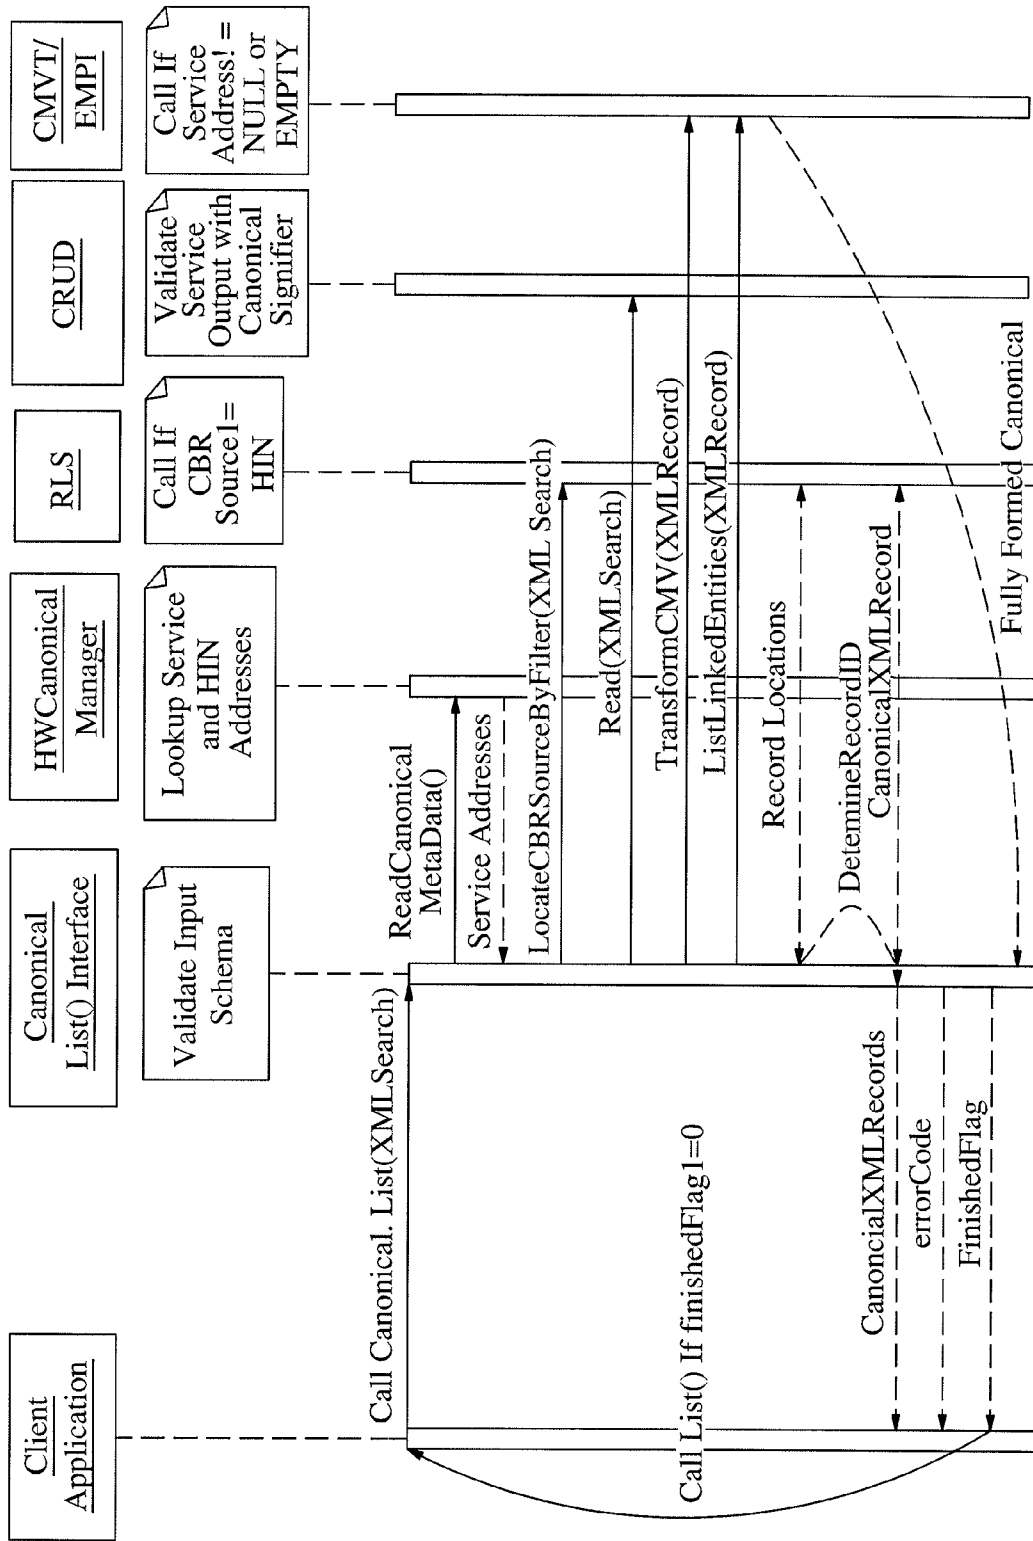 Client
Application
Canonical
List() Interface
HWCanonical
Manager
RLS
CRUD
CMVT/
EMPI
Validate Input
Schema
Lookup Service
and HIN
Addresses
Call If
CBR
Source1=
HIN
Validate
Service
Output with
Canonical
Signifier
Call If
Service
Address! =
NULL or
EMPTY
Call Canonical. List(XMLSearch)
ReadCanonical
MetaData()
Service Addresses
LocateCBRSourceByFilter(XML Search)
Read(XMLSearch)
TransformCMV(XMLRecord)
ListLinkedEntities(XMLRecord)
Call List() If finishedFlag1=0
Record Locations
DetemineRecordID
CanonicalXMLRecord
CanoncialXMLRecords
errorCode
FinishedFlag
Fully Formed Canonical